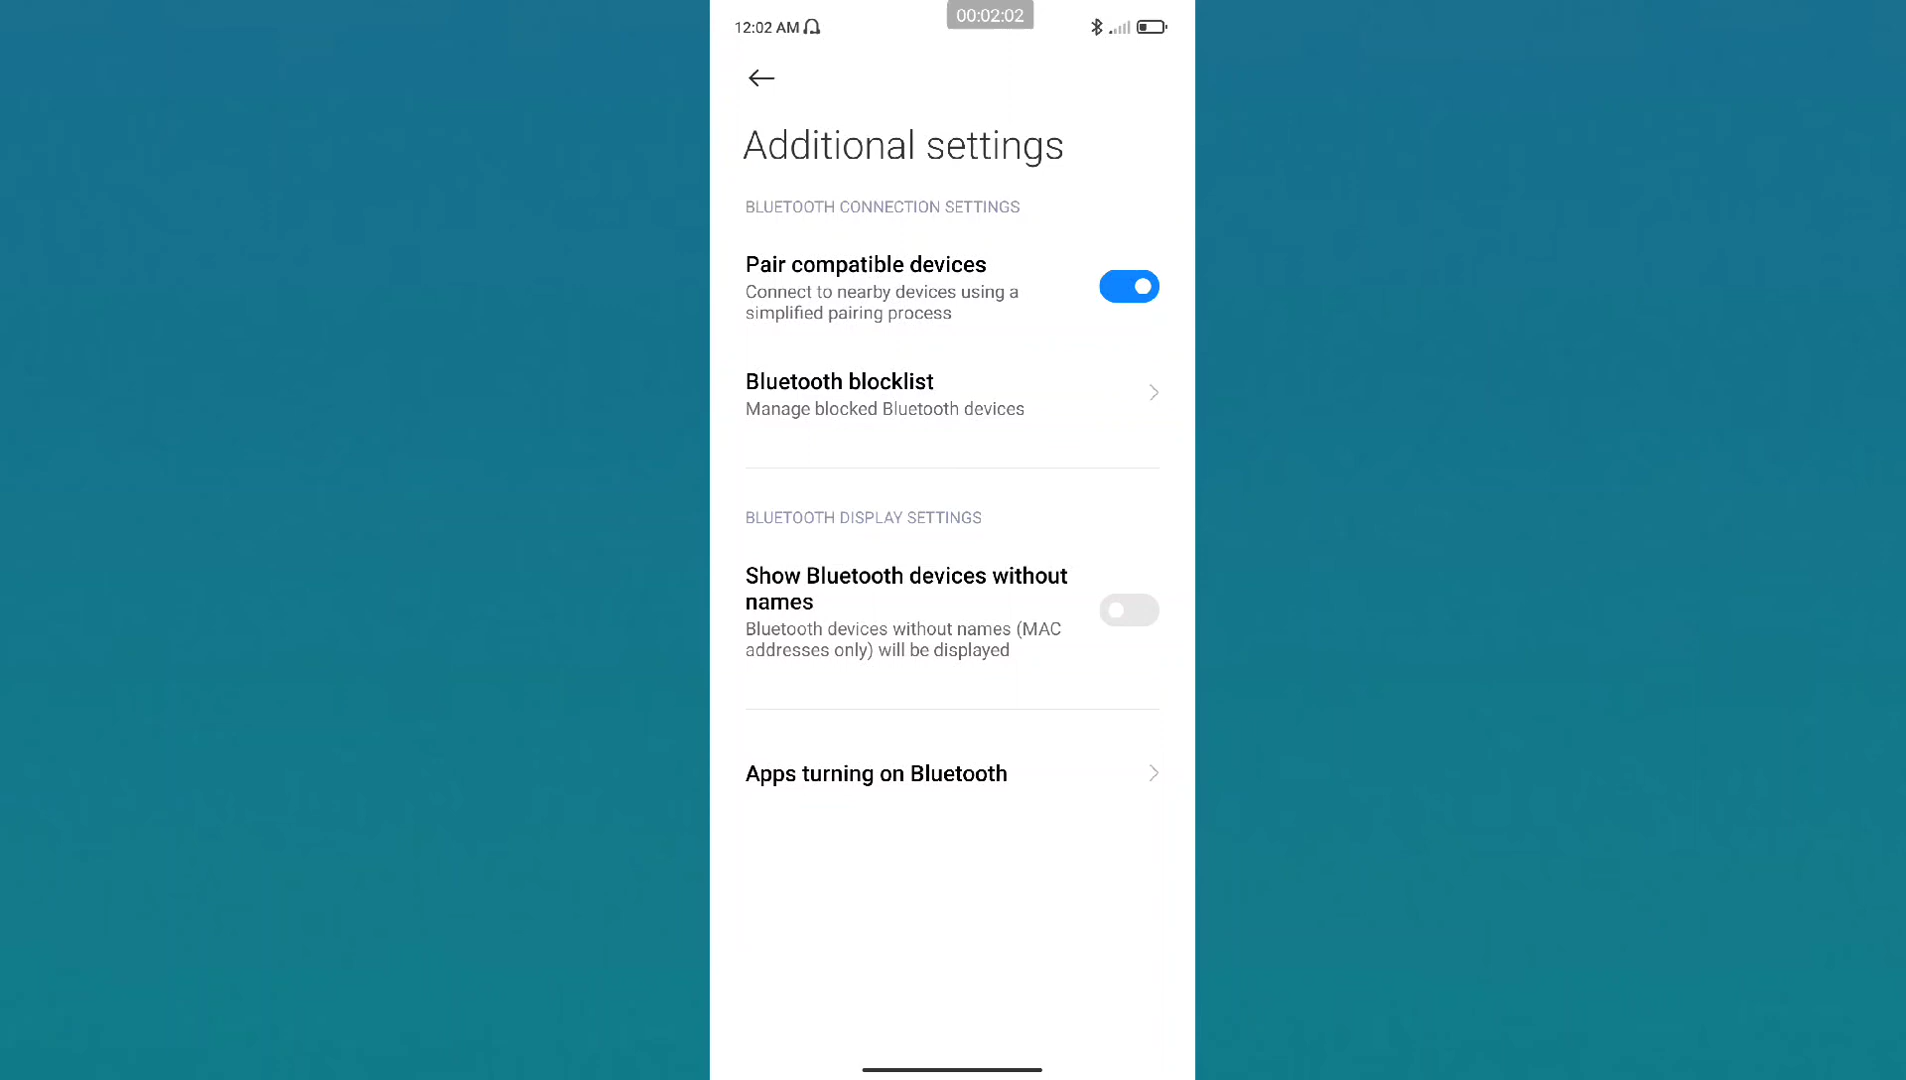 00:02:02
12:02 AM
Additional settings
BLUETOOTH CONNECTION SETTINGS
Pair compatible devices
Connect to nearby devices using a
simplified pairing process
Bluetooth blocklist
Manage blocked Bluetooth devices
BLUETOOTH DISPLAY SETTINGS
Show Bluetooth devices without
names
Bluetooth devices without names (MAC
addresses only) will be displayed
Apps turning on Bluetooth